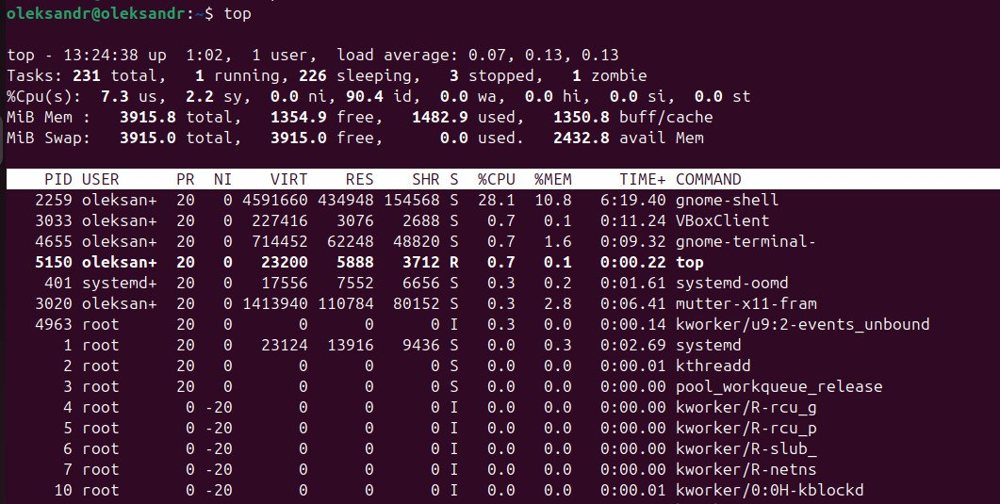 oleksandr@oleksandr:~$ top
top - 13:24:38 up  1:02,  1 user,  load average: 0.07, 0.13, 0.13
Tasks: 231 total,   1 running, 226 sleeping,   3 stopped,   1 zombie
%Cpu(s):  7.3 us,  2.2 sy,  0.0 ni, 90.4 id,  0.0 wa,  0.0 hi,  0.0 si,  0.0 st
MiB Mem :   3915.8 total,   1354.9 free,   1482.9 used,   1350.8 buff/cache
MiB Swap:   3915.0 total,   3915.0 free,      0.0 used.   2432.8 avail Mem
    PID USER      PR  NI    VIRT    RES    SHR S  %CPU  %MEM     TIME+ COMMAND
   2259 oleksan+  20   0 4591660 434948 154568 S  28.1  10.8   6:19.40 gnome-shell
   3033 oleksan+  20   0  227416   3076   2688 S   0.7   0.1   0:11.24 VBoxClient
   4655 oleksan+  20   0  714452  62248  48820 S   0.7   1.6   0:09.32 gnome-terminal-
   5150 oleksan+  20   0   23200   5888   3712 R   0.7   0.1   0:00.22 top
    401 systemd+  20   0   17556   7552   6656 S   0.3   0.2   0:01.61 systemd-oomd
   3020 oleksan+  20   0 1413940 110784  80152 S   0.3   2.8   0:06.41 mutter-x11-fram
   4963 root      20   0       0      0      0 I   0.3   0.0   0:00.14 kworker/u9:2-events_unbound
      1 root      20   0   23124  13916   9436 S   0.0   0.3   0:02.69 systemd
      2 root      20   0       0      0      0 S   0.0   0.0   0:00.01 kthreadd
      3 root      20   0       0      0      0 S   0.0   0.0   0:00.00 pool_workqueue_release
      4 root       0 -20       0      0      0 I   0.0   0.0   0:00.00 kworker/R-rcu_g
      5 root       0 -20       0      0      0 I   0.0   0.0   0:00.00 kworker/R-rcu_p
      6 root       0 -20       0      0      0 I   0.0   0.0   0:00.00 kworker/R-slub_
      7 root       0 -20       0      0      0 I   0.0   0.0   0:00.00 kworker/R-netns
     10 root       0 -20       0      0      0 I   0.0   0.0   0:00.01 kworker/0:0H-kblockd